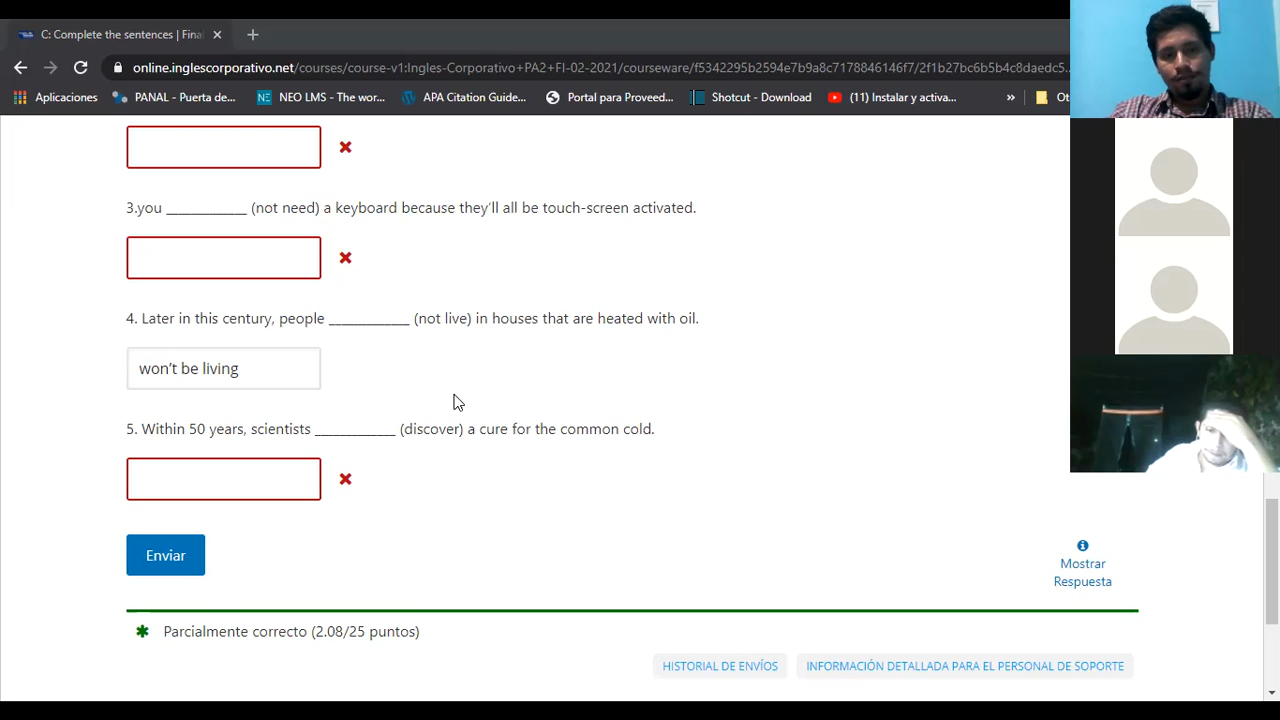 C: Complete the sentences | Final
online.inglescorporativo.net/courses/course-v1:Ingles-Corporativo+PA2+FI-02-2021/courseware/f5342295b2594e7b9a8c7178846146f7/2f1b27bc6b5b4c8daedc5...
Aplicaciones PANAL - Puerta de... NEO LMS - The wor... APA Citation Guide... Portal para Proveed... Shotcut - Download (11) Instalar y activa... » Ot
3.you ____________ (not need) a keyboard because they’ll all be touch-screen activated.
4. Later in this century, people ____________ (not live) in houses that are heated with oil.
won’t be living
5. Within 50 years, scientists ____________ (discover) a cure for the common cold.
Enviar
Mostrar
Respuesta
Parcialmente correcto (2.08/25 puntos)
HISTORIAL DE ENVÍOS INFORMACIÓN DETALLADA PARA EL PERSONAL DE SOPORTE